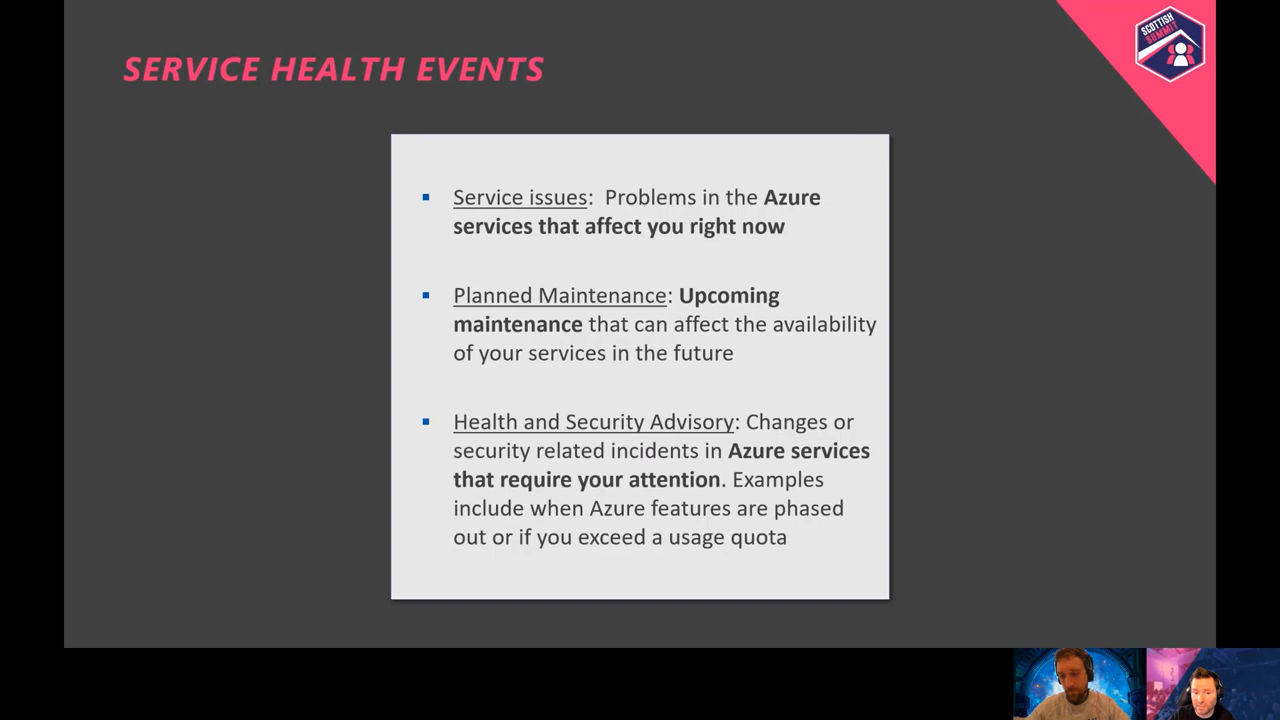 SCOTTISH
SUMMIT
SERVICE HEALTH EVENTS
Service issues:  Problems in the Azure
services that affect you right now
Planned Maintenance: Upcoming
maintenance that can affect the availability
of your services in the future
Health and Security Advisory: Changes or
security related incidents in Azure services
that require your attention. Examples
include when Azure features are phased
out or if you exceed a usage quota